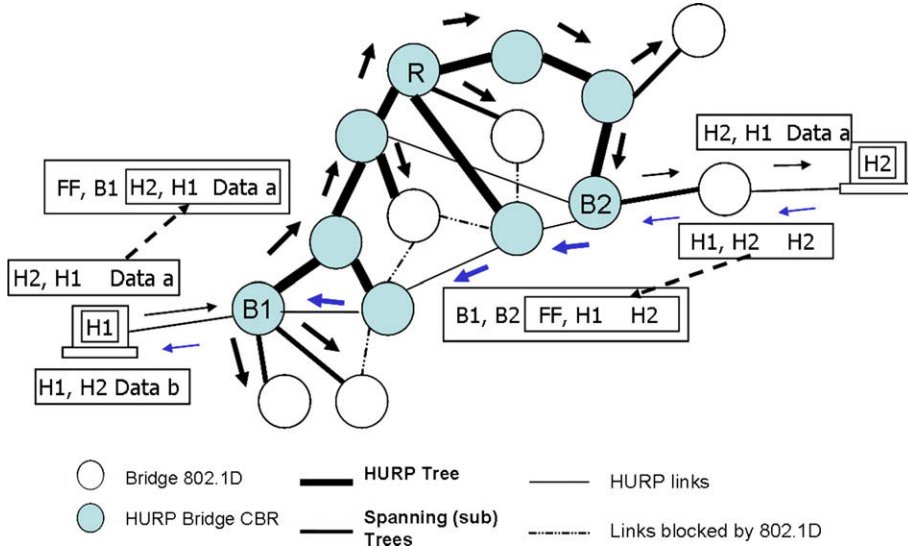 R
H2, H1 Data a
H2
FF, B1 H2, H1 Data a
B2
H1, H2 H2
H2, H1 Data a
B1, B2 FF, H1 H2
B1
H1
H1, H2 Data b
Bridge 802.1D
HURP Tree
HURP links
HURP Bridge CBR
Spanning (sub)
Trees
Links blocked by 802.1D